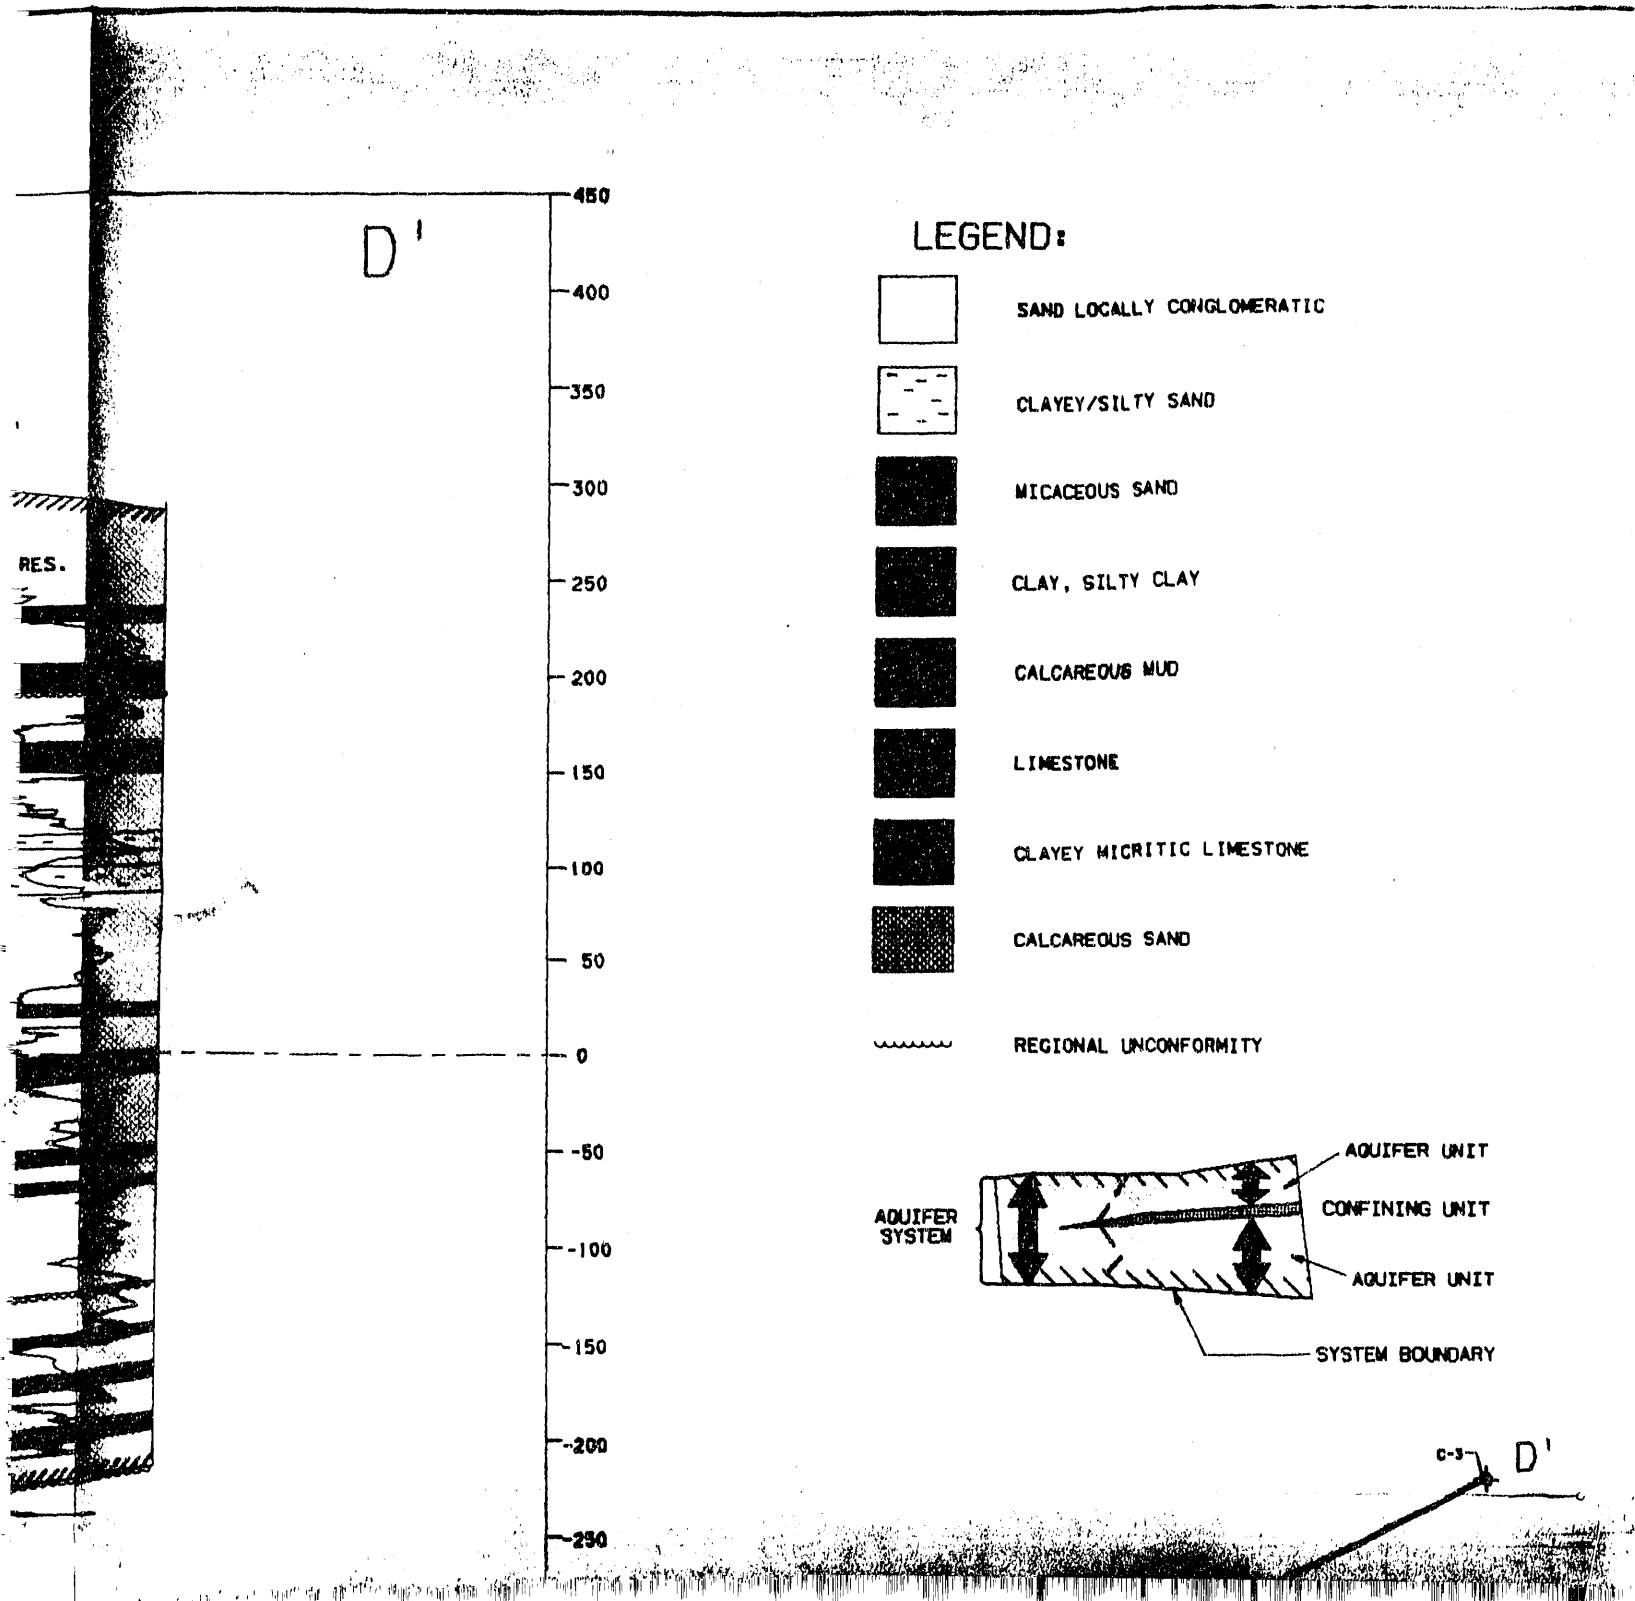 D'
450
400
350
300
250
200
150
100
50
0
-50
-100
-150
-200
-250
RES.
LEGEND:
SAND LOCALLY CONGLOMERATIC
CLAYEY/SILTY SAND
MICACEOUS SAND
CLAY, SILTY CLAY
CALCAREOUS MUD
LIMESTONE
CLAYEY MICRITIC LIMESTONE
CALCAREOUS SAND
REGIONAL UNCONFORMITY
AQUIFER UNIT
CONFINING UNIT
AQUIFER
SYSTEM
AQUIFER UNIT
SYSTEM BOUNDARY
C-3
D'